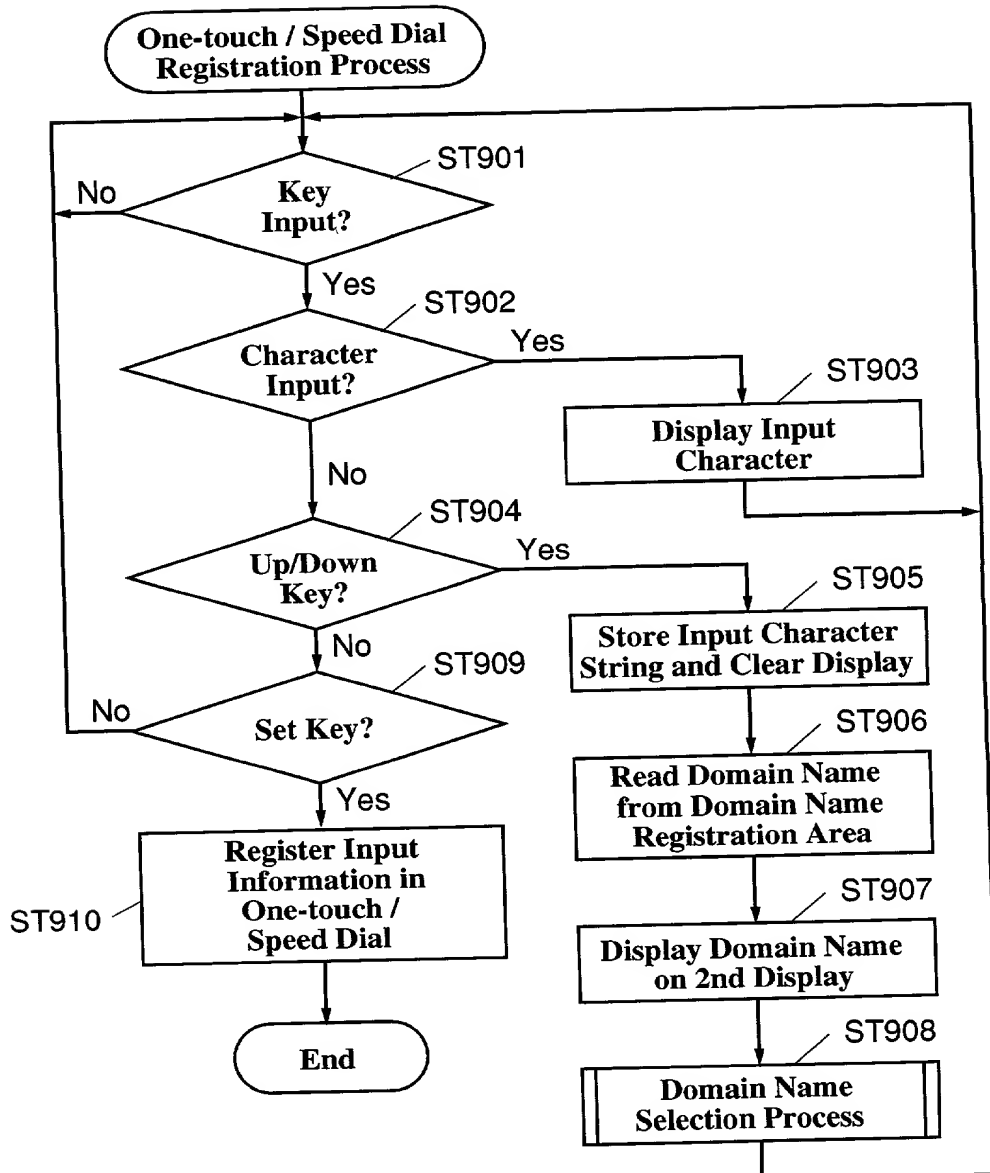 One-touch / Speed Dial
Registration Process
ST901
Key
Input?
No
Yes
ST902
Character
Input?
Yes
ST903
Display Input
Character
No
ST904
Up/Down
Key?
Yes
ST905
Store Input Character
String and Clear Display
No
ST909
Set Key?
No
ST906
Read Domain Name
from Domain Name
Registration Area
Yes
ST910
Register Input
Information in
One-touch /
Speed Dial
ST907
Display Domain Name
on 2nd Display
End
ST908
Domain Name
Selection Process